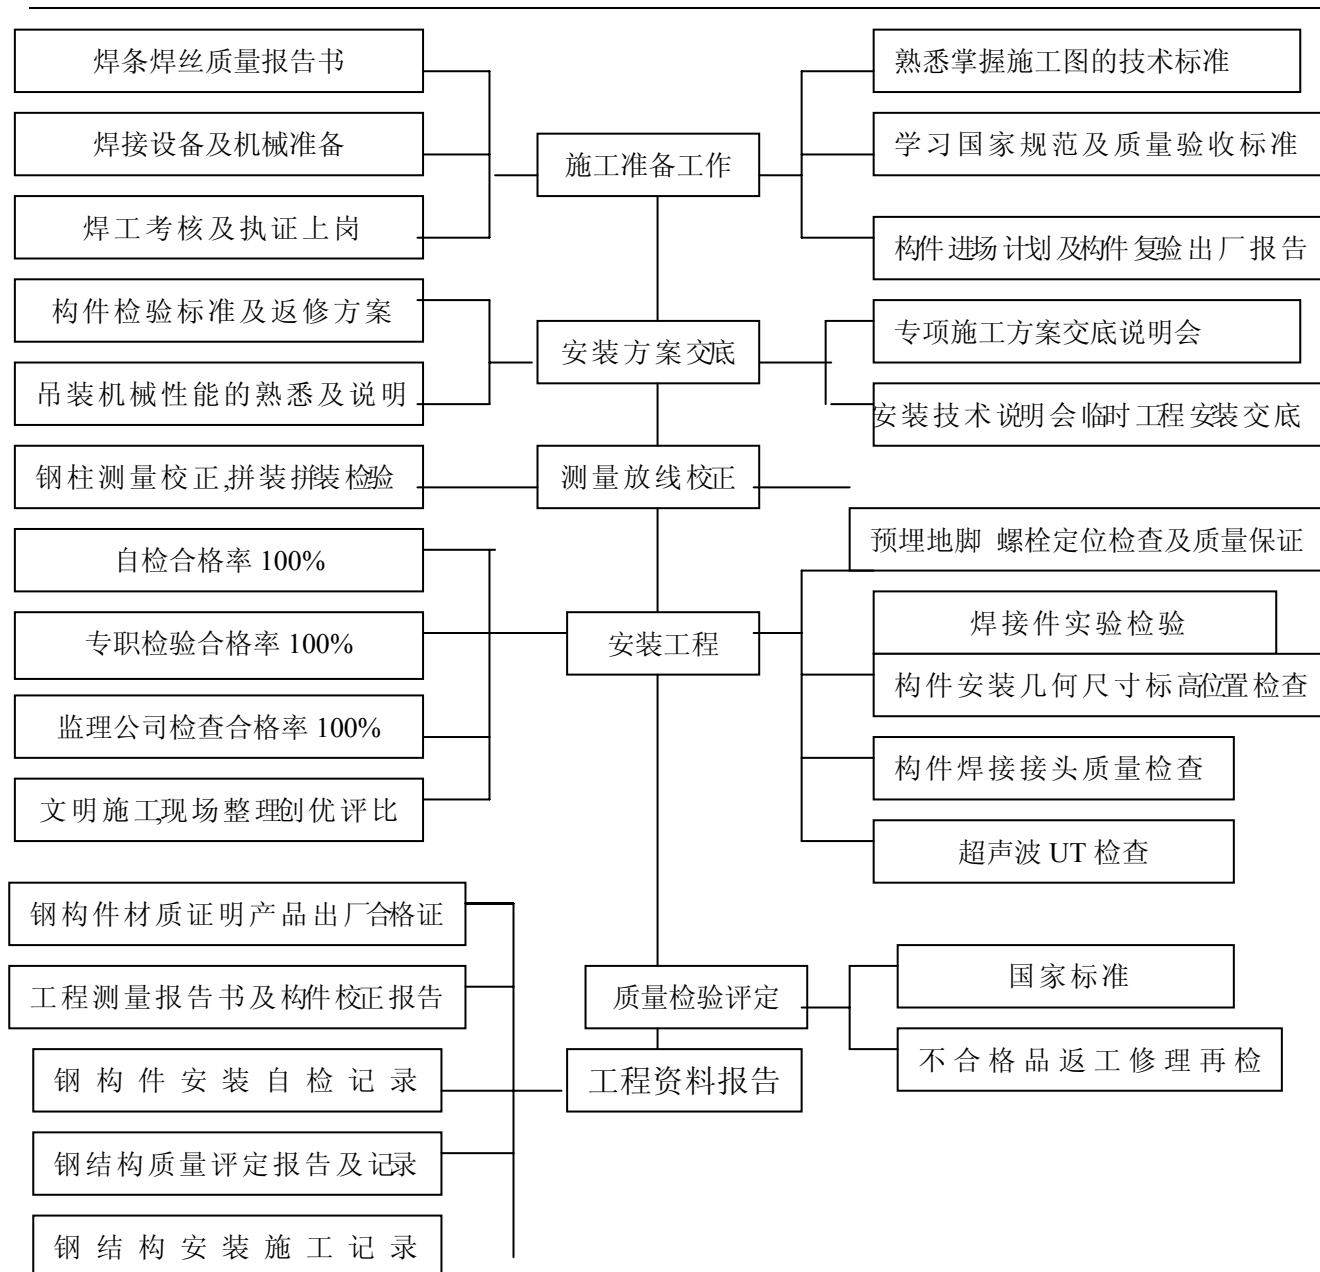 焊条焊丝质量报告书
熟悉掌握施工图的技术标准
焊接设备及机械准备
施工准备工作
学习国家规范及质量验收标准
焊工考核及执证上岗
构件进场计划及构件复验出厂报告
构件检验标准及返修方案
安装方案交底
专项施工方案交底说明会
吊装机械性能的熟悉及说明
安装技术说明会临时工程安装交底
钢柱测量校正,拼装拼装检验
测量放线校正
预埋地脚 螺栓定位检查及质量保证
自检合格率 100%
专职检验合格率 100%
安装工程
焊接件实验检验
构件安装几何尺寸标高位置检查
监理公司检查合格率 100%
构件焊接接头质量检查
文明施工,现场整理创优评比
超声波 UT 检查
钢构件材质证明产品出厂合格证
工程测量报告书及构件校正报告
质量检验评定
国家标准
不合格品返工修理再检
钢构件安装自检记录
工程资料报告
钢结构质量评定报告及记录
钢结构安装施工记录